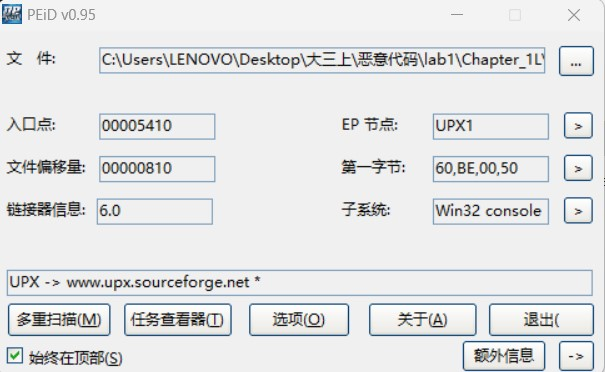 PEiD v0.95
文 件: C:\Users\LENOVO\Desktop\大三上\恶意代码\lab1\Chapter_1L\ ...
入口点: 00005410 EP 节点: UPX1 >
文件偏移量: 00000810 第一字节: 60,BE,00,50 >
链接器信息: 6.0 子系统: Win32 console >
UPX -> www.upx.sourceforge.net *
多重扫描(M) 任务查看器(T) 选项(O) 关于(A) 退出(
始终在顶部(S) 额外信息 ->